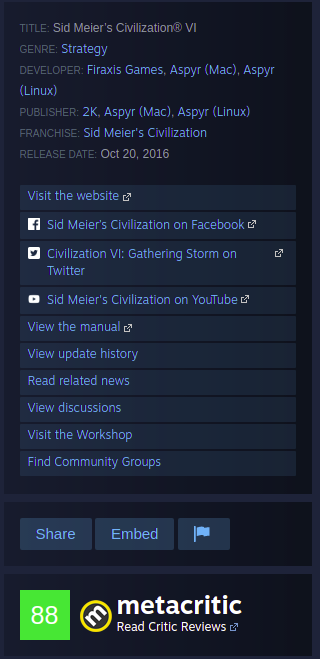 TITLE: Sid Meier's Civilization® VI
GENRE: Strategy
DEVELOPER: Firaxis Games, Aspyr (Mac), Aspyr
(Linux)
PUBLISHER: 2K, Aspyr (Mac), Aspyr (Linux)
FRANCHISE: Sid Meier's Civilization
RELEASE DATE: Oct 20, 2016
Visit the website
Sid Meier's Civilization on Facebook
Civilization VI: Gathering Storm on
Twitter
Sid Meier's Civilization on YouTube
View the manual
View update history
Read related news
View discussions
Visit the Workshop
Find Community Groups
Share Embed
88 metacritic
Read Critic Reviews